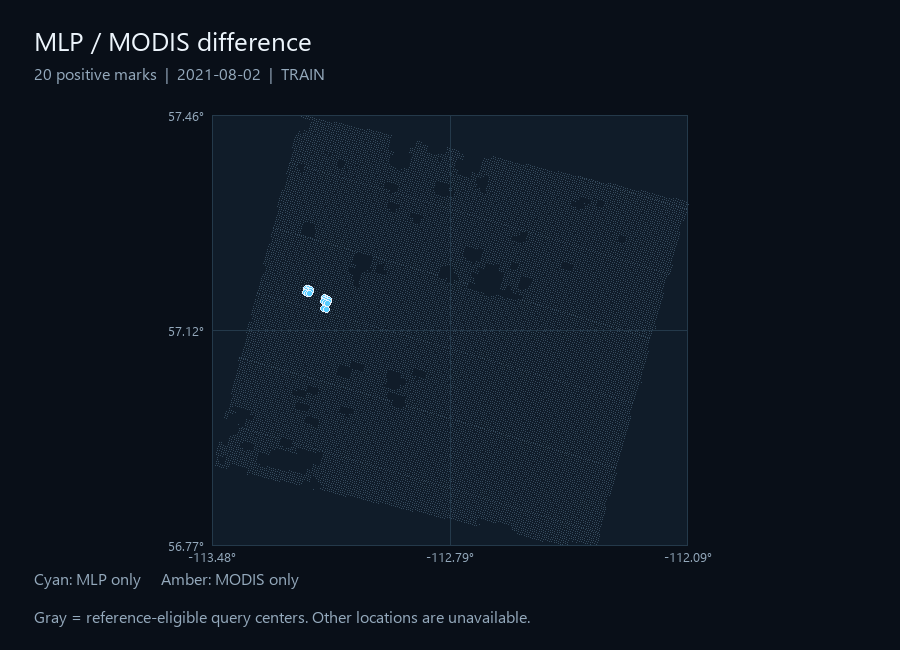 MLP / MODIS difference
20 positive marks | 2021-08-02 | TRAIN
57.46°
57.12°
56.77°
-113.48°
-112.79°
-112.09°
Cyan: MLP only
Amber: MODIS only
Gray = reference-eligible query centers. Other locations are unavailable.